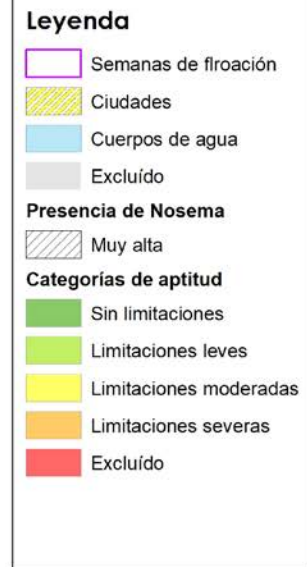 Leyenda
Semanas de flroación
Ciudades
Cuerpos de agua
Excluído
Presencia de Nosema
Muy alta
Categorías de aptitud
Sin limitaciones
Limitaciones leves
Limitaciones moderadas
Limitaciones severas
Excluído